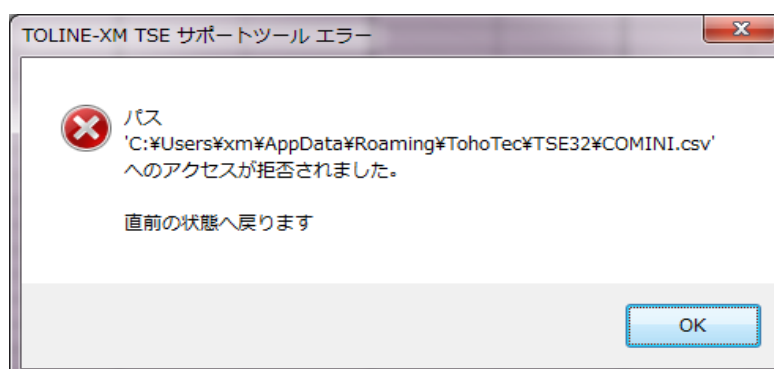 TOLINE-XM TSE サポートツール エラー
パス
'C:¥Users¥xm¥AppData¥Roaming¥TohoTec¥TSE32¥COMINI.csv'
へのアクセスが拒否されました。
直前の状態へ戻ります
OK